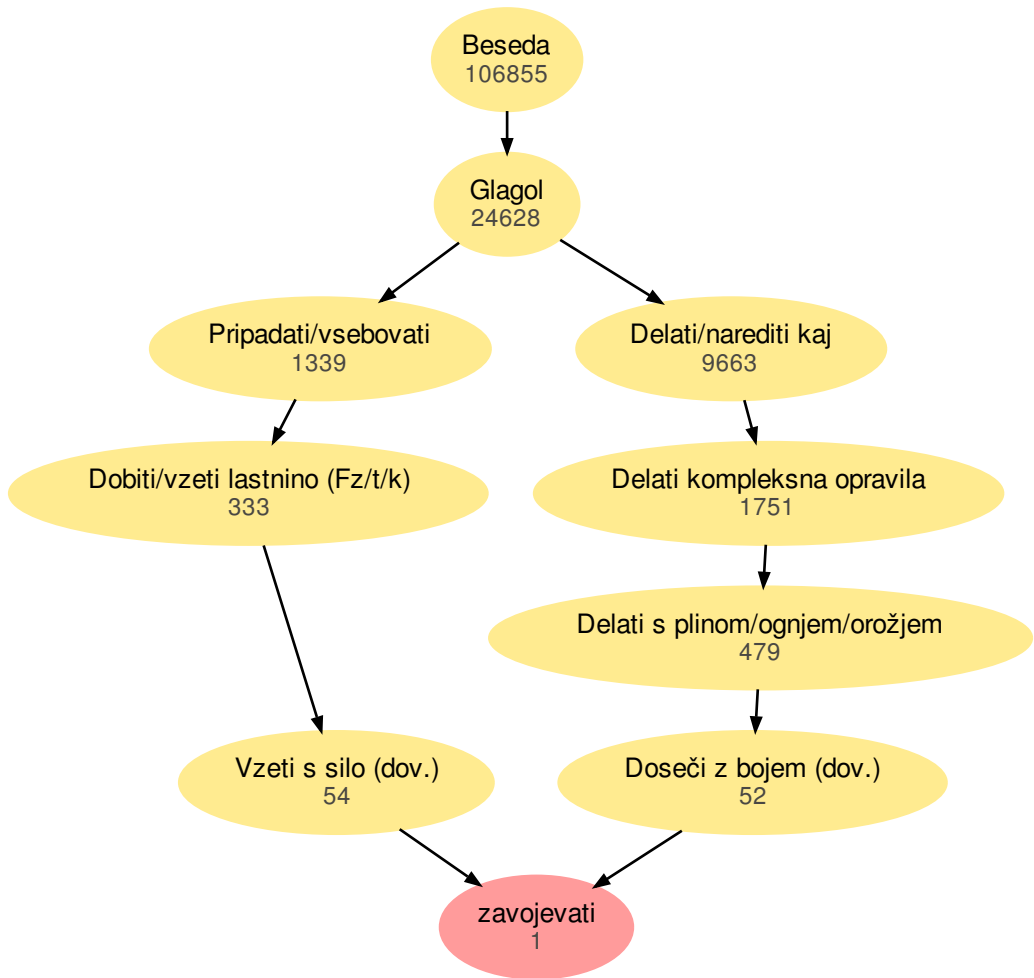 Beseda
106855
Glagol
24628
Pripadati/vsebovati
1339
Delati/narediti kaj
9663
Dobiti/vzeti lastnino (Fz/t/k)
333
Delati kompleksna opravila
1751
Delati s plinom/ognjem/orožjem
479
Vzeti s silo (dov.)
54
Doseči z bojem (dov.)
52
zavojevati
1